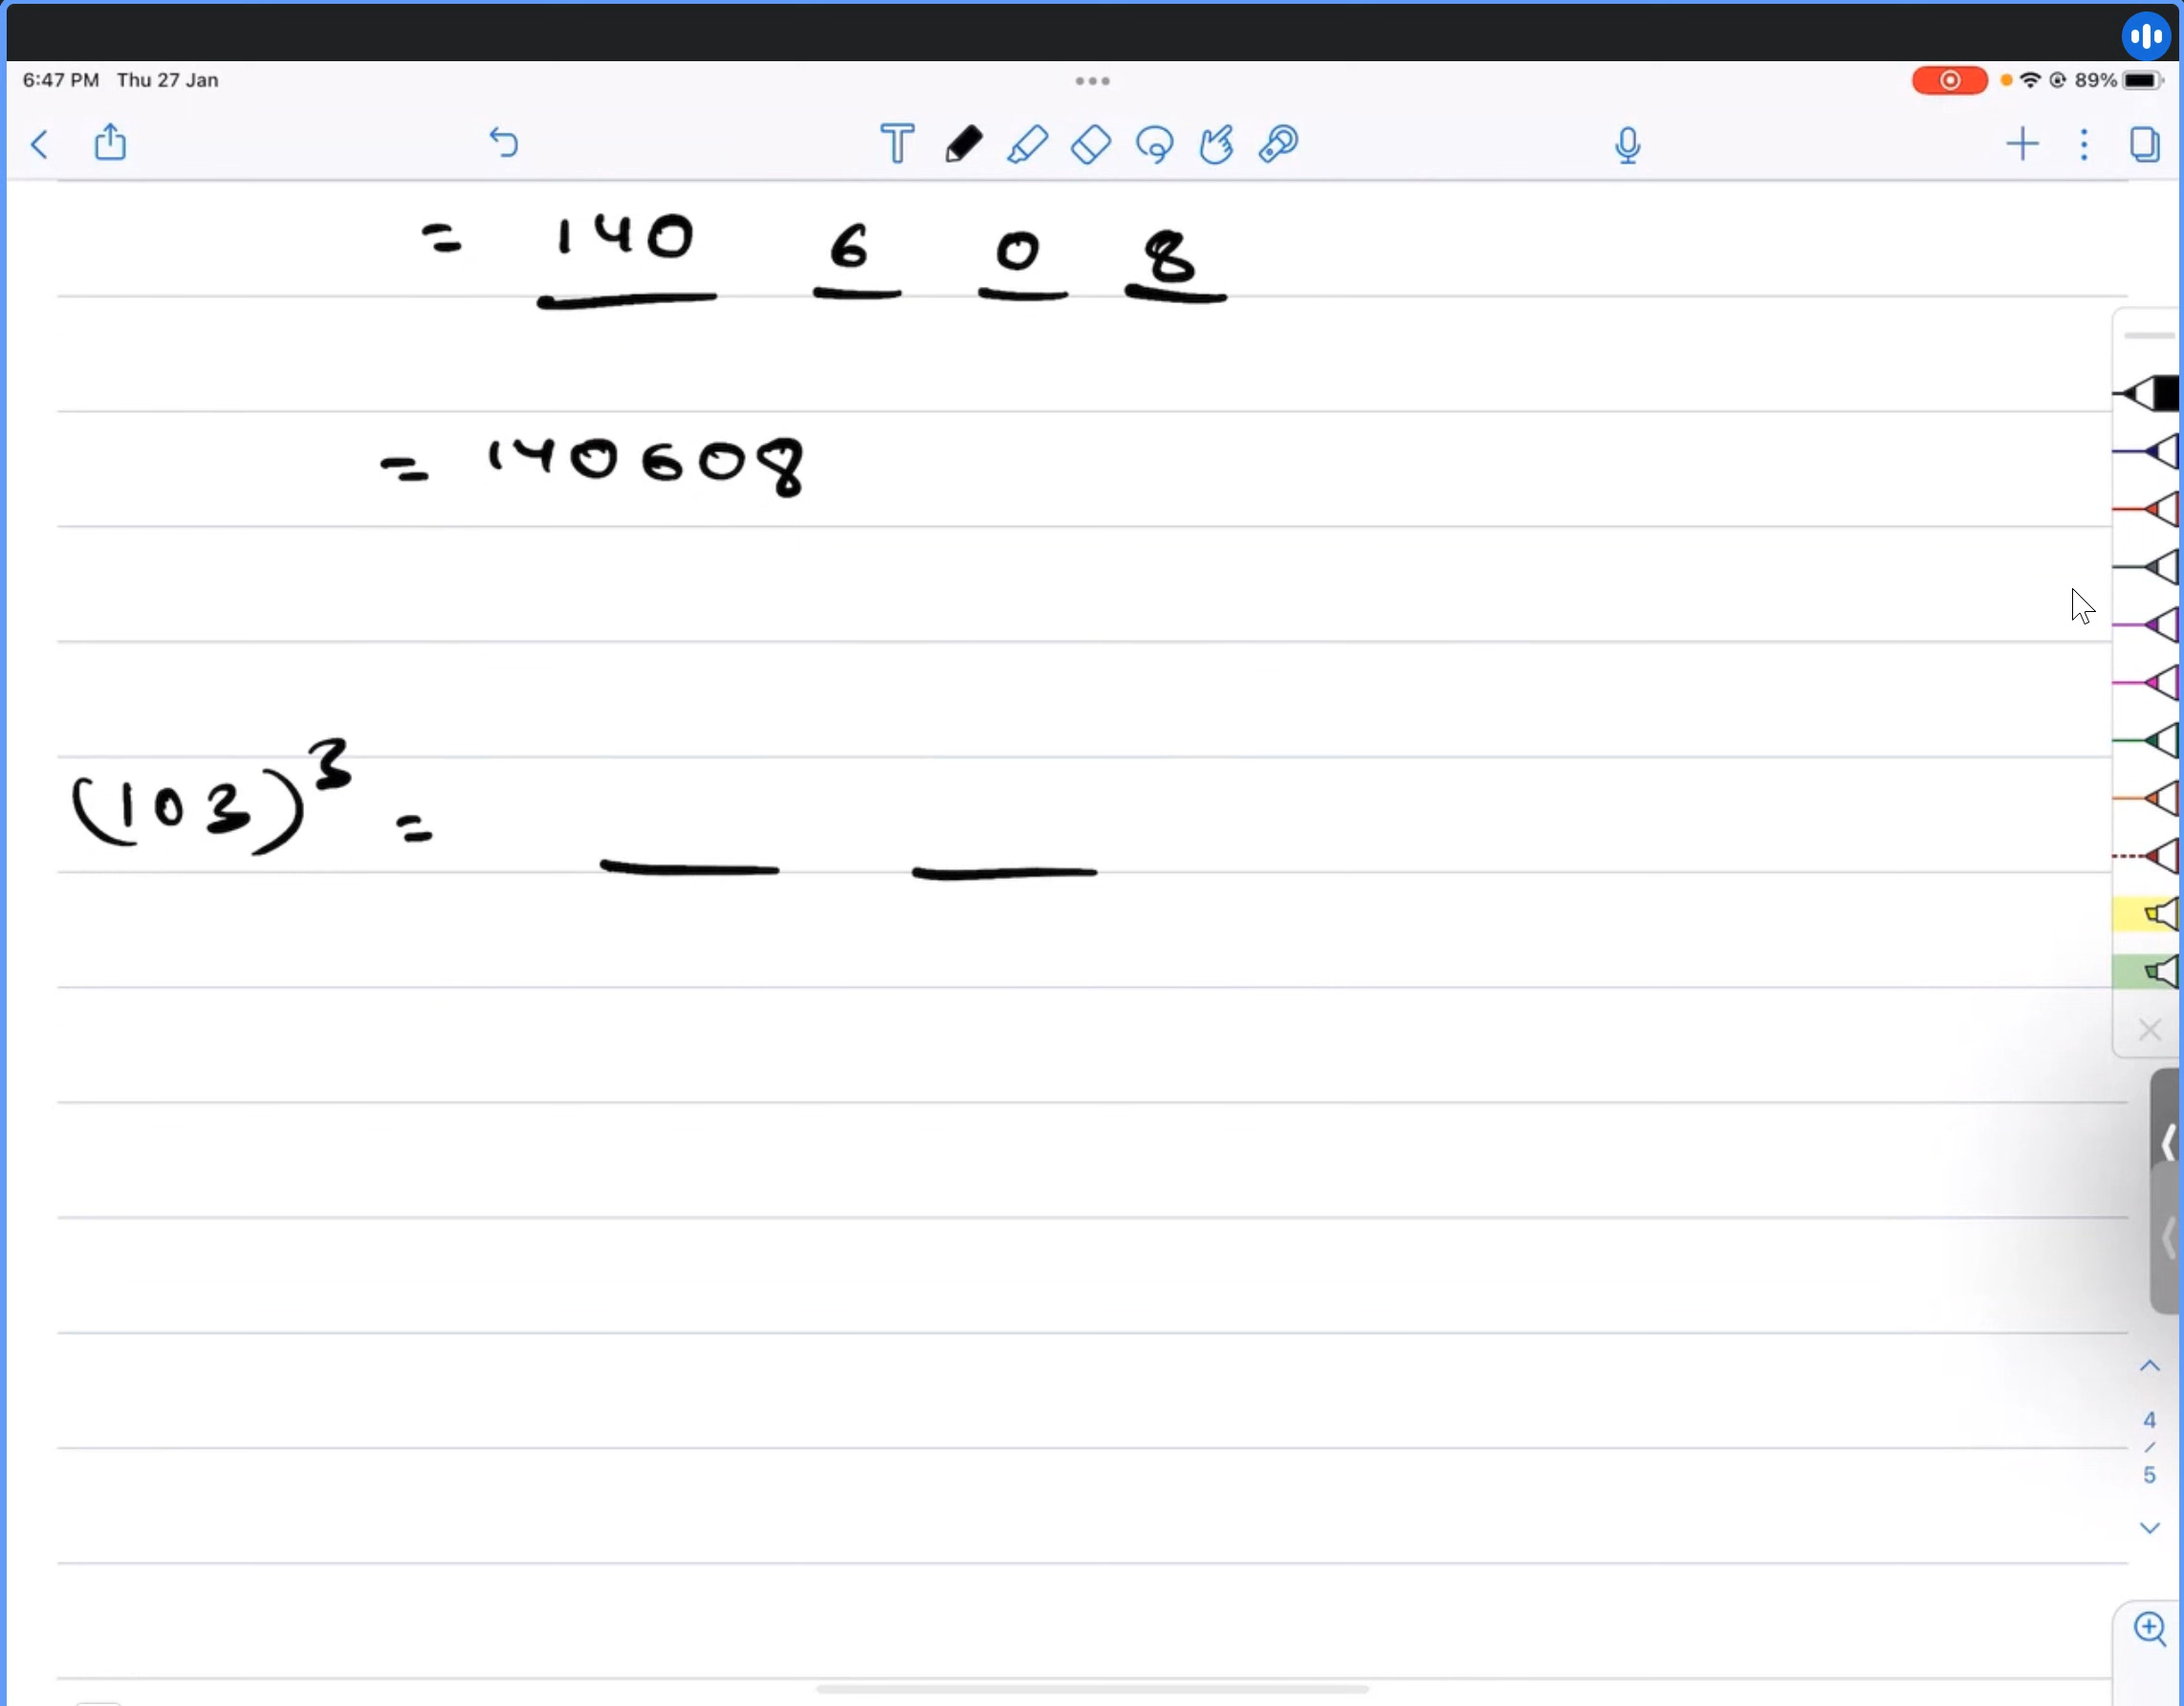 6:47 PM Thu 27 Jan 89%
= 140 6 0 8
= 140608
(103)³ =
4
/
5